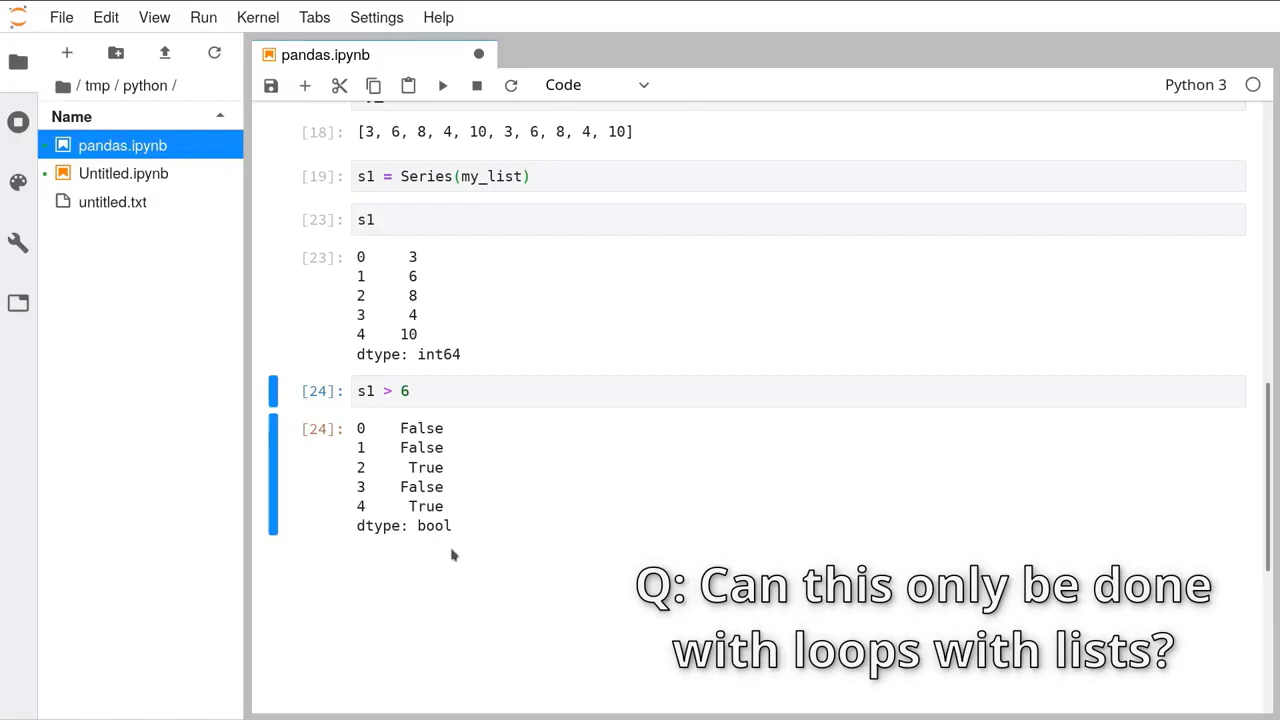 File Edit View Run Kernel Tabs Settings Help
pandas.ipynb
Code
Python 3
/ tmp / python /
Name
pandas.ipynb
Untitled.ipynb
untitled.txt
[18]: [3, 6, 8, 4, 10, 3, 6, 8, 4, 10]
[19]: s1 = Series(my_list)
[23]: s1
[23]: 0 3
1 6
2 8
3 4
4 10
dtype: int64
[24]: s1 > 6
[24]: 0 False
1 False
2 True
3 False
4 True
dtype: bool
Q: Can this only be done
with loops with lists?